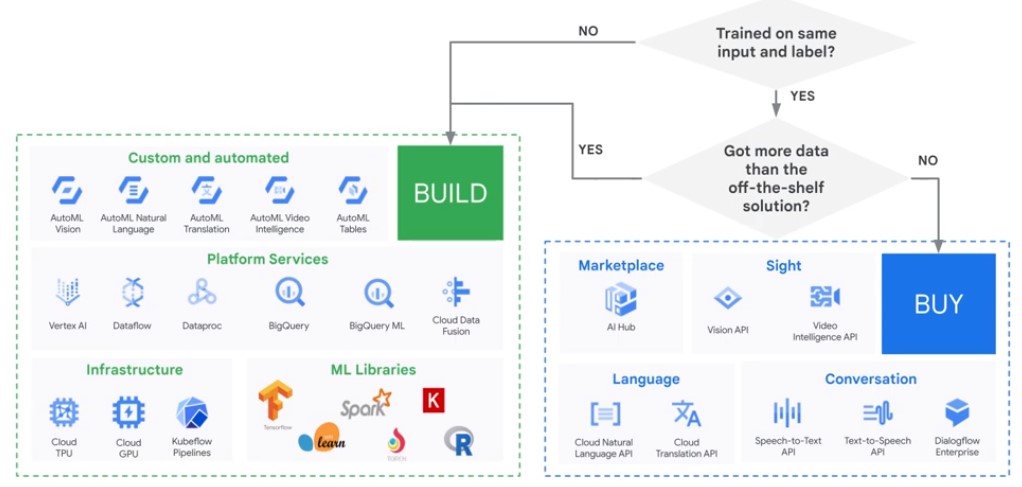 Trained on same
input and label?
NO
YES
Got more data
than the
off-the-shelf
solution?
YES
NO
Custom and automated
AutoML
Vision
AutoML Natural
Language
AutoML
Translation
AutoML Video
Intelligence
AutoML
Tables
BUILD
Platform Services
Vertex AI
Dataflow
Dataproc
BigQuery
BigQuery ML
Cloud Data
Fusion
Infrastructure
Cloud
TPU
Cloud
GPU
Kubeflow
Pipelines
ML Libraries
Tensorflow
Spark
K
learn
TORCH
R
Marketplace
AI Hub
Sight
Vision API
Video
Intelligence API
BUY
Language
Cloud Natural
Language API
Cloud
Translation API
Conversation
Speech-to-Text
API
Text-to-Speech
API
Dialogflow
Enterprise